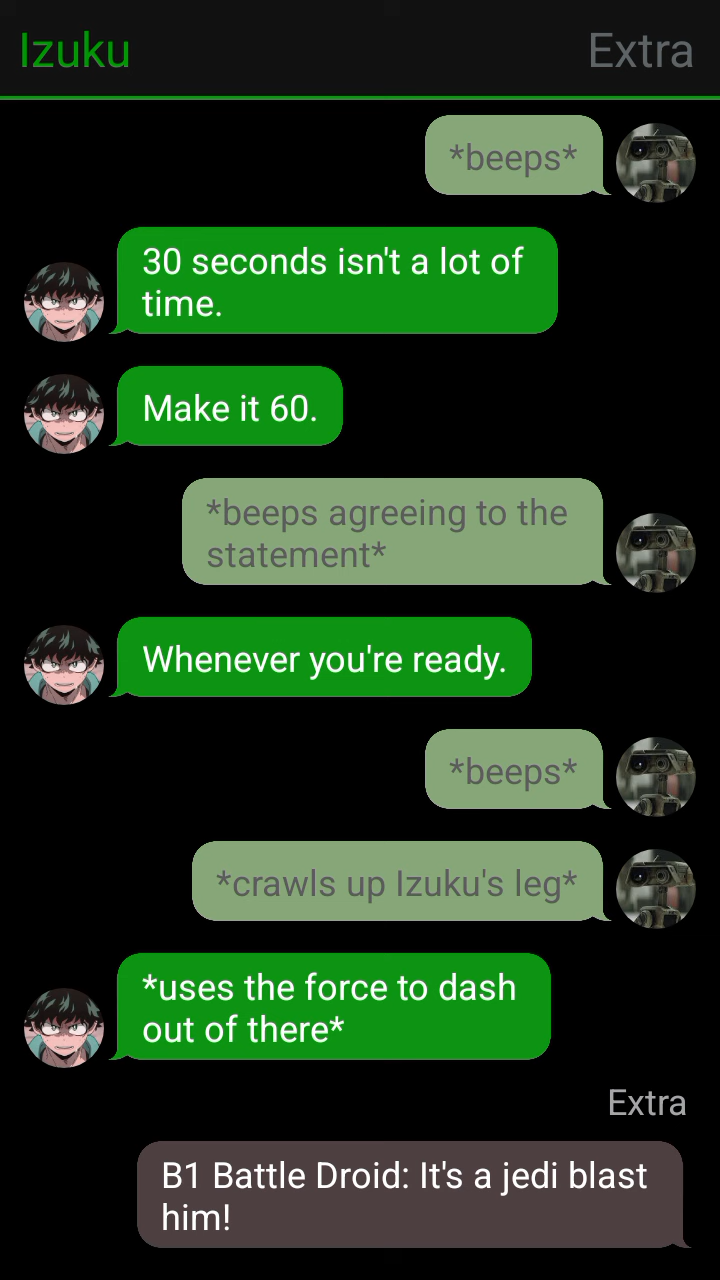 Izuku
Extra
*beeps*
30 seconds isn't a lot of
time.
Make it 60.
*beeps agreeing to the
statement*
Whenever you're ready.
*beeps*
*crawls up Izuku's leg*
*uses the force to dash
out of there*
Extra
B1 Battle Droid: It's a jedi blast
him!